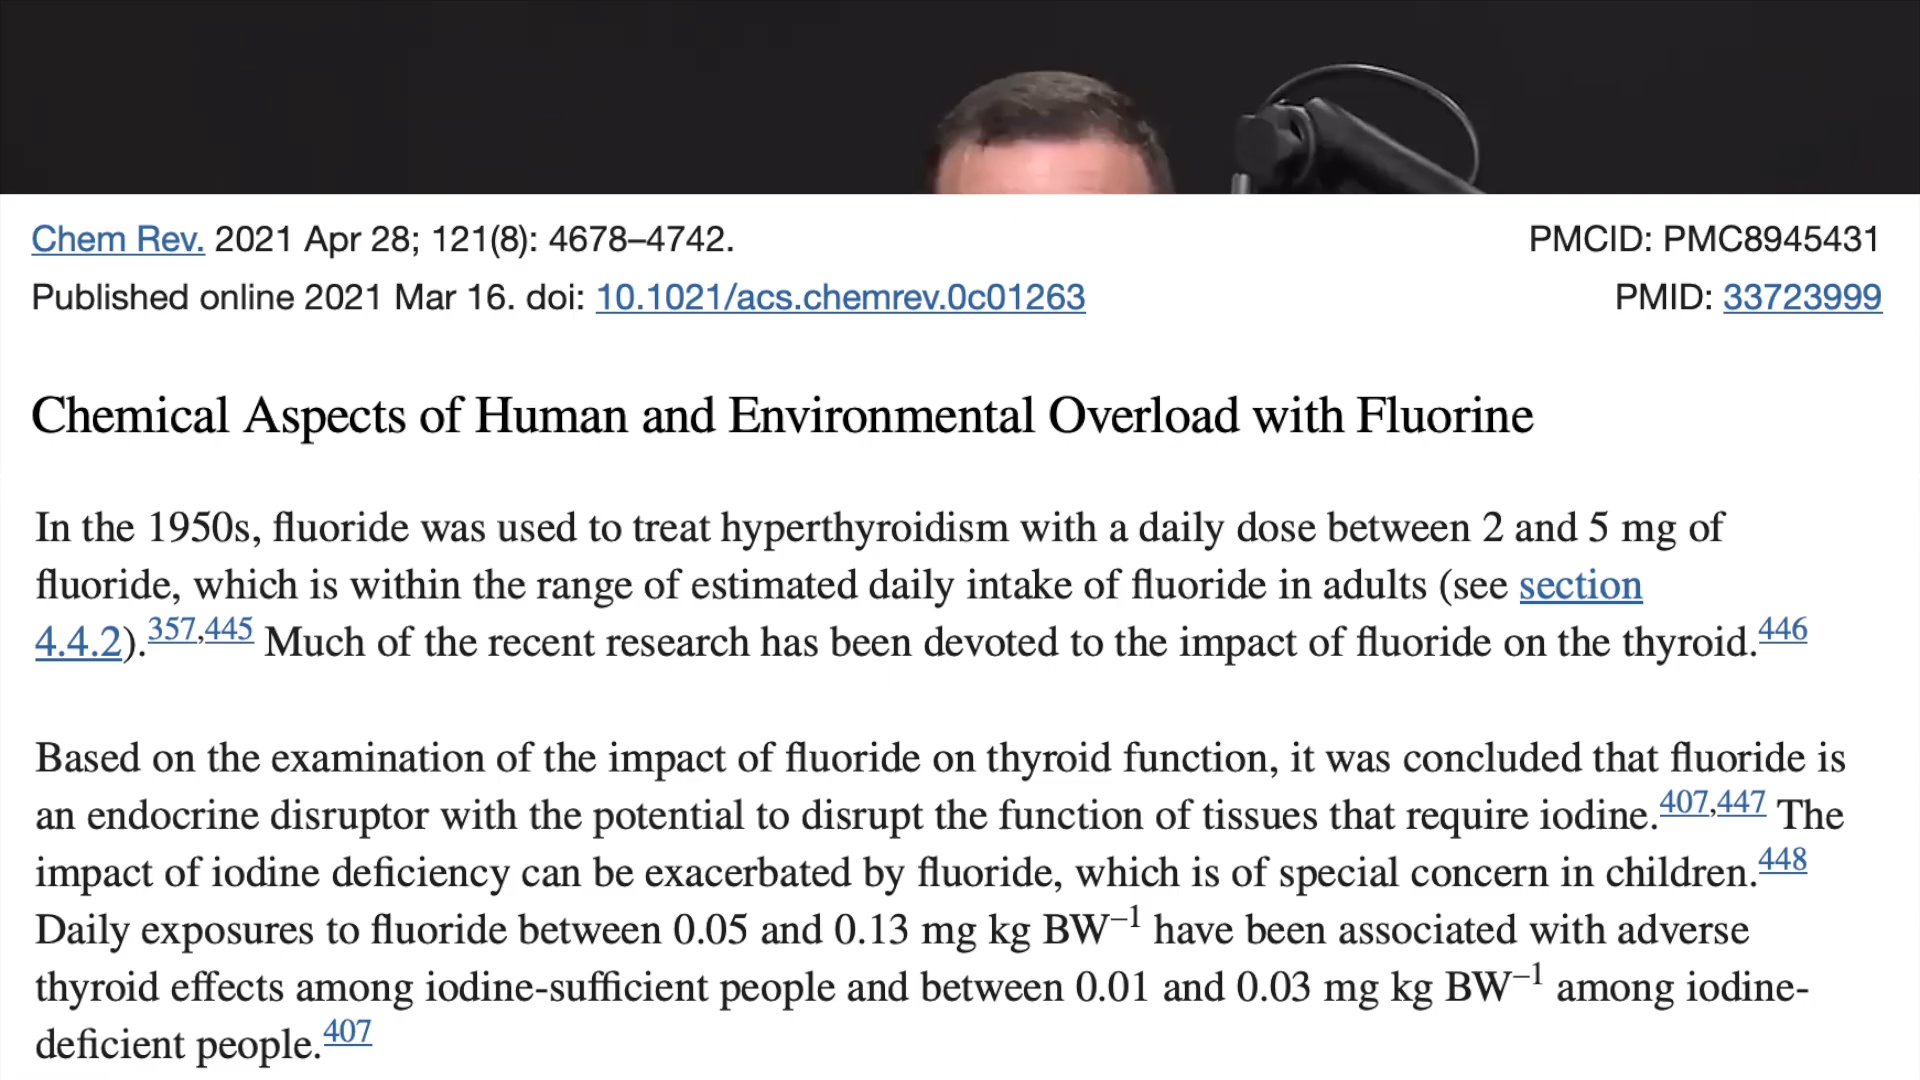 Chem Rev. 2021 Apr 28; 121(8): 4678–4742.
PMCID: PMC8945431
Published online 2021 Mar 16. doi: 10.1021/acs.chemrev.0c01263
PMID: 33723999
Chemical Aspects of Human and Environmental Overload with Fluorine
In the 1950s, fluoride was used to treat hyperthyroidism with a daily dose between 2 and 5 mg of
fluoride, which is within the range of estimated daily intake of fluoride in adults (see section
4.4.2).357,445 Much of the recent research has been devoted to the impact of fluoride on the thyroid.446
Based on the examination of the impact of fluoride on thyroid function, it was concluded that fluoride is
an endocrine disruptor with the potential to disrupt the function of tissues that require iodine.407,447 The
impact of iodine deficiency can be exacerbated by fluoride, which is of special concern in children.448
Daily exposures to fluoride between 0.05 and 0.13 mg kg BW–1 have been associated with adverse
thyroid effects among iodine-sufficient people and between 0.01 and 0.03 mg kg BW–1 among iodine-
deficient people.407